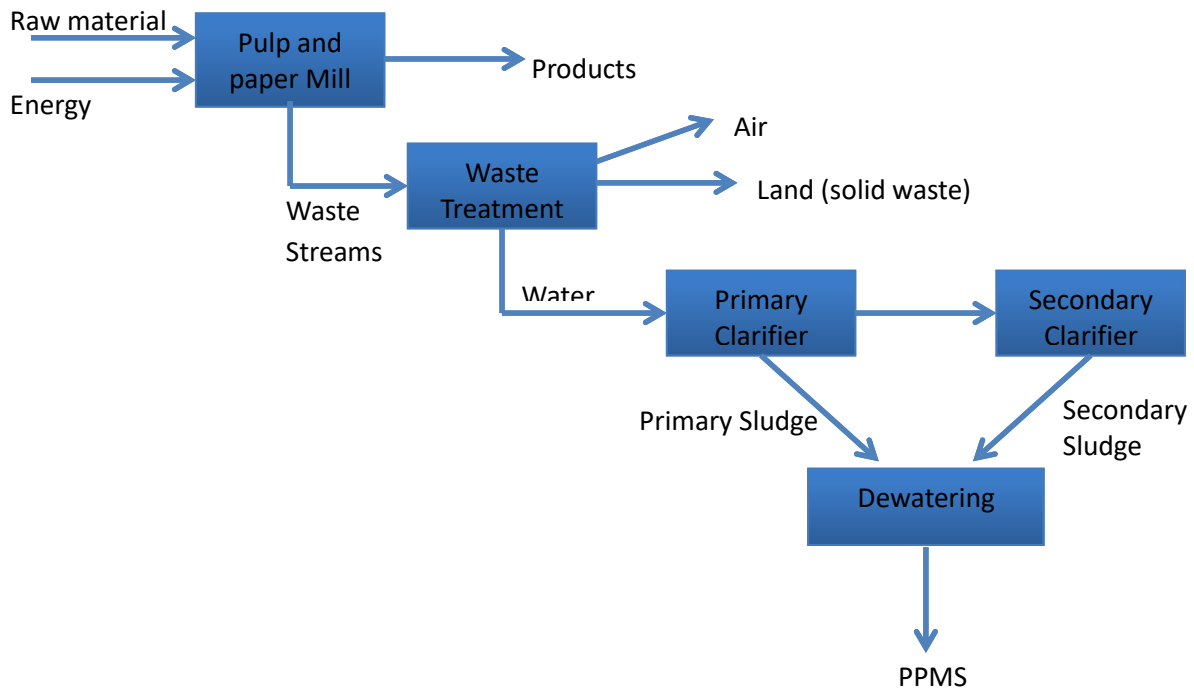 Raw material
Pulp and
paper Mill
Products
Energy
Air
Waste
Treatment
Land (solid waste)
Waste
Streams
Water
Primary
Clarifier
Secondary
Clarifier
Primary Sludge
Secondary
Sludge
Dewatering
PPMS